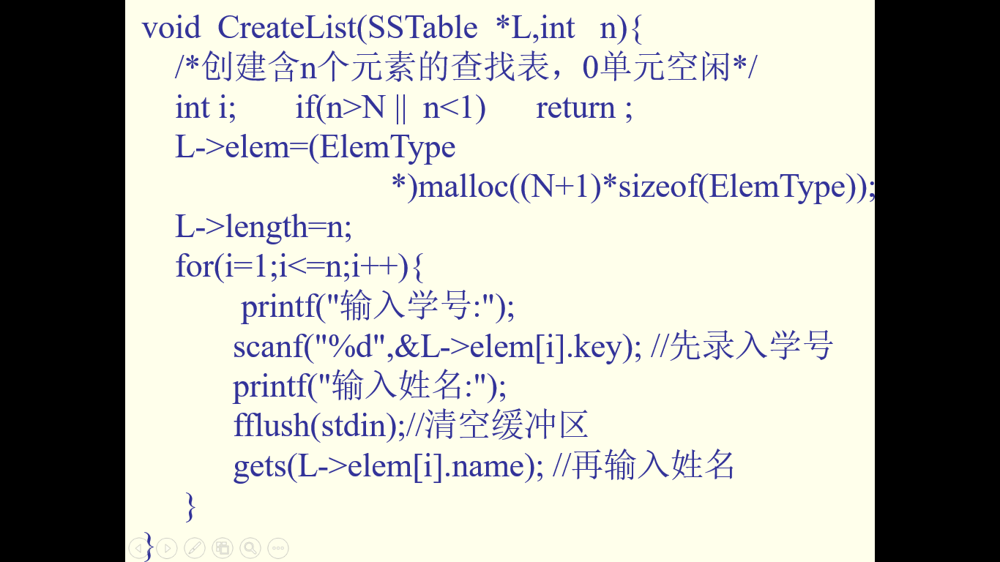 void CreateList(SSTable *L,int n){
/*创建含n个元素的查找表，0单元空闲*/
int i; if(n>N || n<1) return ;
L->elem=(ElemType
*)malloc((N+1)*sizeof(ElemType));
L->length=n;
for(i=1;i<=n;i++){
printf("输入学号:");
scanf("%d",&L->elem[i].key); //先录入学号
printf("输入姓名:");
fflush(stdin);//清空缓冲区
gets(L->elem[i].name); //再输入姓名
}
}